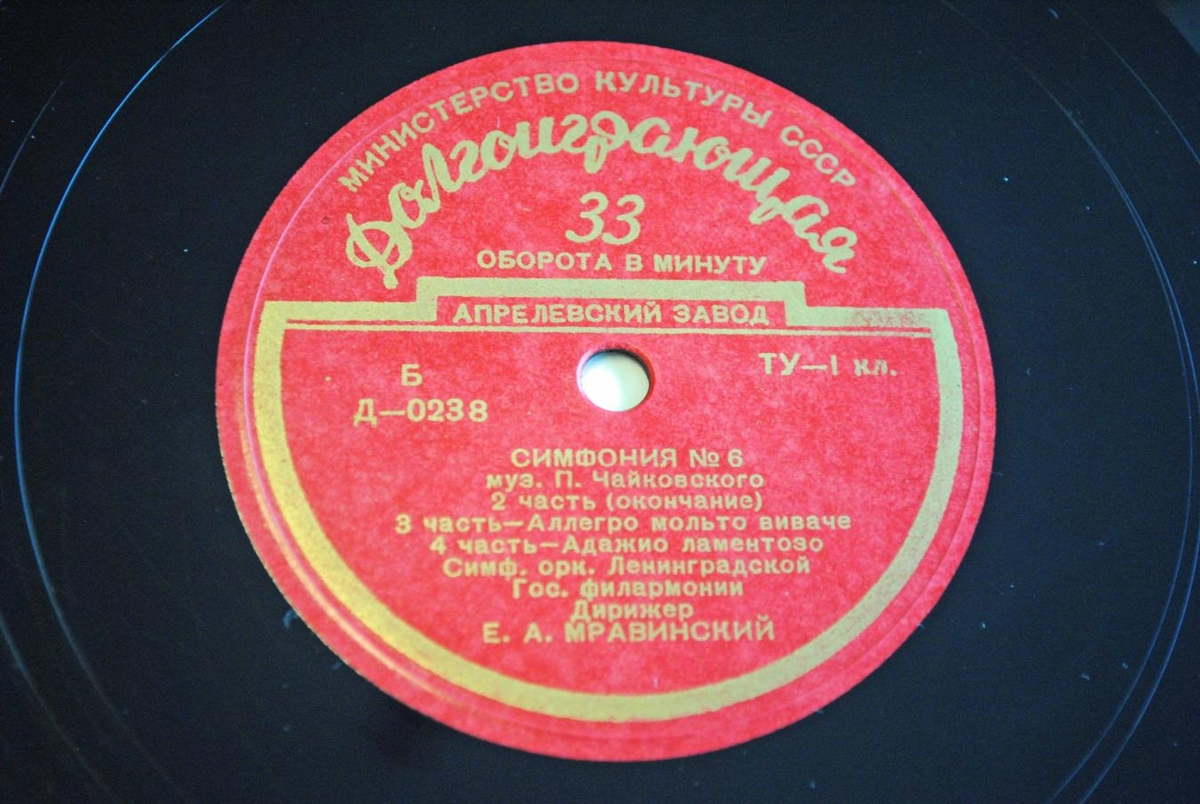 МИНИСТЕРСТВО КУЛЬТУРЫ СССР
Долгоиграющая
33
ОБОРОТА В МИНУТУ
АПРЕЛЕВСКИЙ ЗАВОД
Б
Д—0238
ТУ—1 кл.
СИМФОНИЯ № 6
муз. П. Чайковского
2 часть (окончание)
3 часть—Аллегро мольто виваче
4 часть—Адажио ламентозо
Симф. орк. Ленинградской
Гос. филармонии
Дирижер
Е. А. МРАВИНСКИЙ